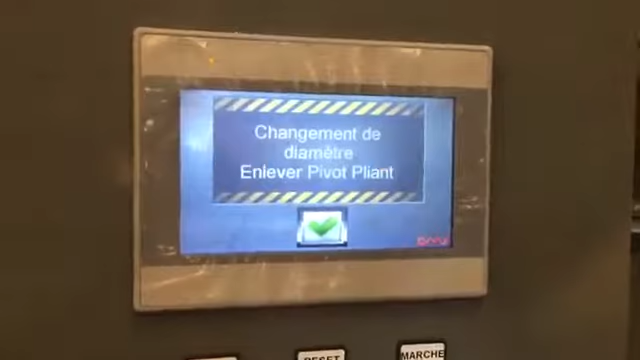 Changement de
diamètre
Enlever Pivot Pliant
RESET
MARCHE